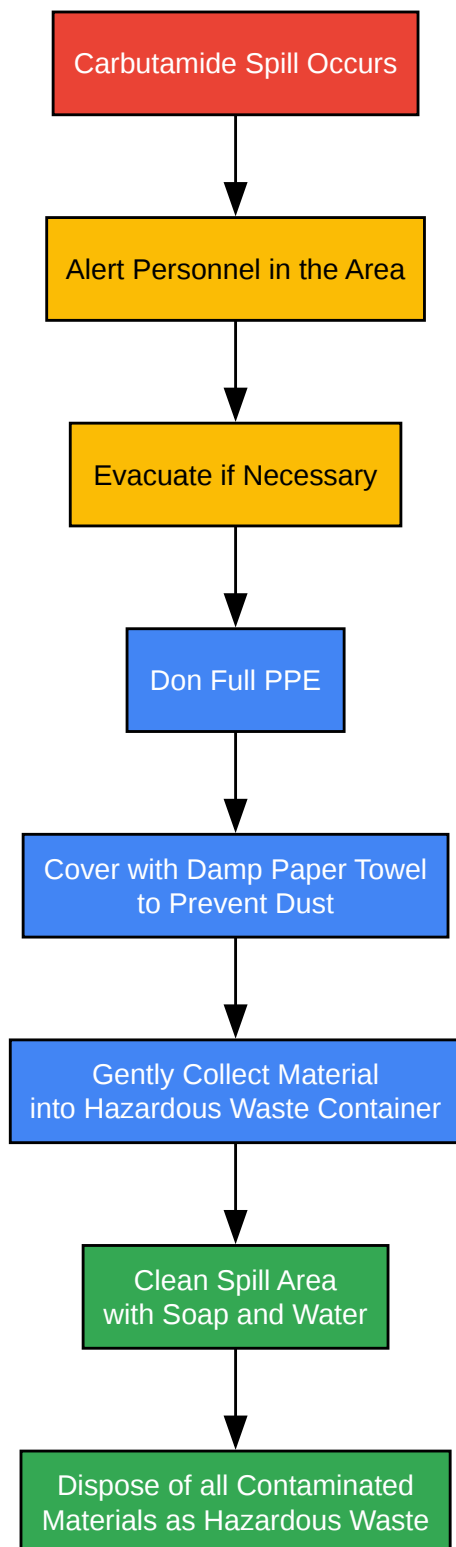 Carbutamide Spill Occurs
Alert Personnel in the Area
Evacuate if Necessary
Don Full PPE
Cover with Damp Paper Towel
to Prevent Dust
Gently Collect Material
into Hazardous Waste Container
Clean Spill Area
with Soap and Water
Dispose of all Contaminated
Materials as Hazardous Waste